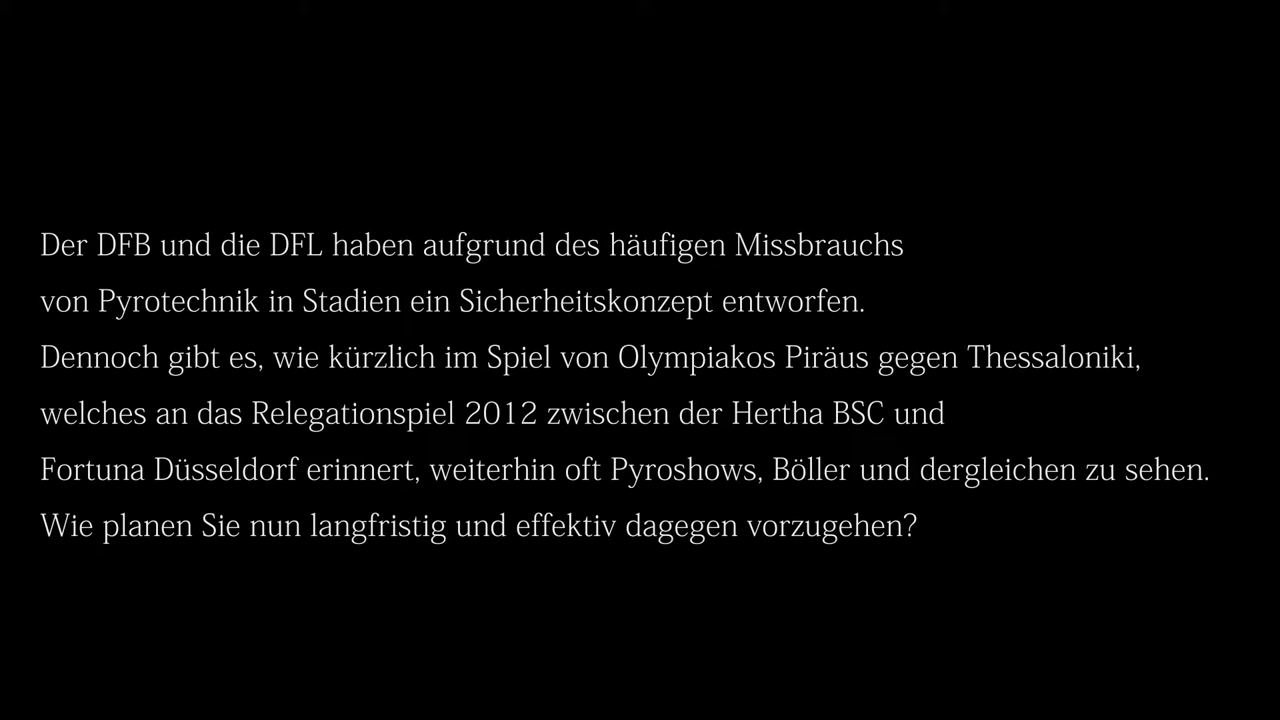 Der DFB und die DFL haben aufgrund des häufigen Missbrauchs
von Pyrotechnik in Stadien ein Sicherheitskonzept entworfen.
Dennoch gibt es, wie kürzlich im Spiel von Olympiakos Piräus gegen Thessaloniki,
welches an das Relegationspiel 2012 zwischen der Hertha BSC und
Fortuna Düsseldorf erinnert, weiterhin oft Pyroshows, Böller und dergleichen zu sehen.
Wie planen Sie nun langfristig und effektiv dagegen vorzugehen?